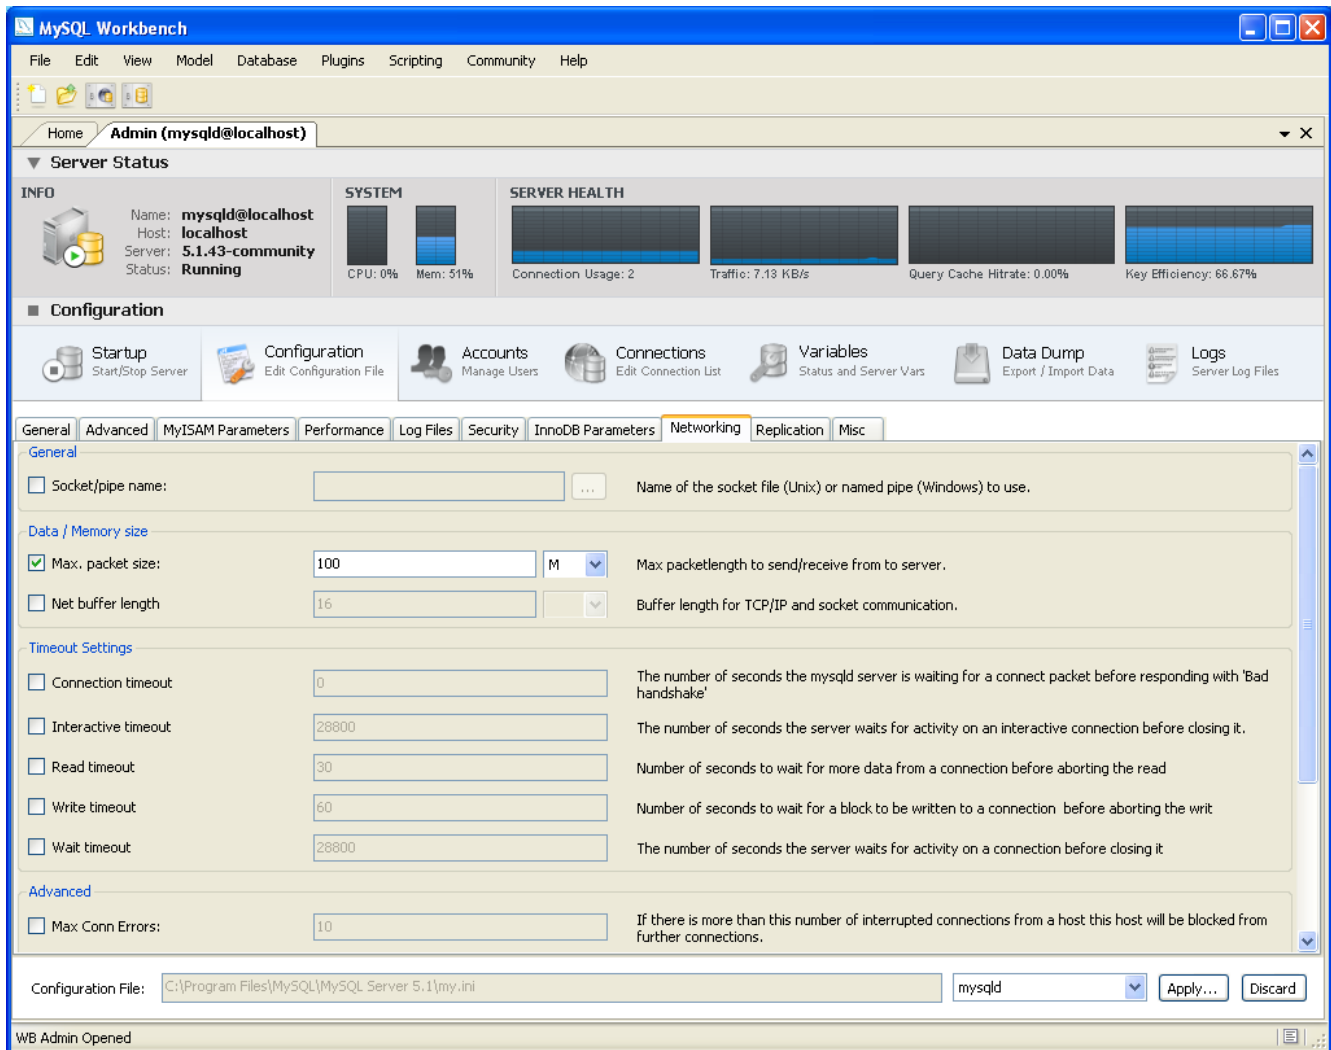 MySQL Workbench
File Edit View Model Database Plugins Scripting Community Help
Home Admin (mysqld@localhost)
Server Status
INFO SYSTEM SERVER HEALTH
Name: mysqld@localhost
Host: localhost
Server: 5.1.43-community
Status: Running
CPU: 0% Mem: 51% Connection Usage: 2 Traffic: 7.13 KB/s Query Cache Hitrate: 0.00% Key Efficiency: 66.67%
Configuration
Startup Configuration Accounts Connections Variables Data Dump Logs
Start/Stop Server Edit Configuration File Manage Users Edit Connection List Status and Server Vars Export / Import Data Server Log Files
General Advanced MyISAM Parameters Performance Log Files Security InnoDB Parameters Networking Replication Misc
General
Socket/pipe name: ... Name of the socket file (Unix) or named pipe (Windows) to use.
Data / Memory size
Max. packet size: 100 M Max packetlength to send/receive from to server.
Net buffer length 16 Buffer length for TCP/IP and socket communication.
Timeout Settings
Connection timeout 0 The number of seconds the mysqld server is waiting for a connect packet before responding with 'Bad
handshake'
Interactive timeout 28800 The number of seconds the server waits for activity on an interactive connection before closing it.
Read timeout 30 Number of seconds to wait for more data from a connection before aborting the read
Write timeout 60 Number of seconds to wait for a block to be written to a connection before aborting the writ
Wait timeout 28800 The number of seconds the server waits for activity on a connection before closing it
Advanced
Max Conn Errors: 10 If there is more than this number of interrupted connections from a host this host will be blocked from
further connections.
Configuration File: C:\Program Files\MySQL\MySQL Server 5.1\my.ini mysqld Apply... Discard
WB Admin Opened